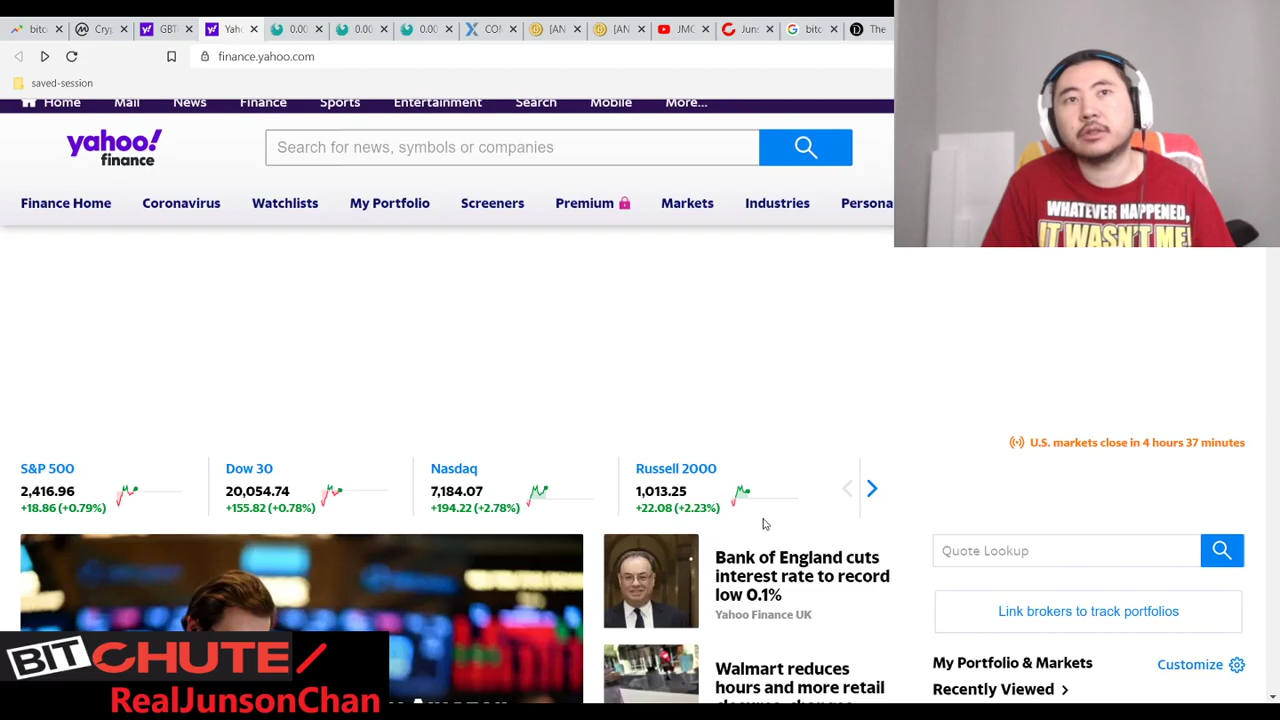 bitco
Cryp
GBT
Yaho
0.00
0.00
0.00
CON
[AN
[AN
JMC
Juns
bitc
The
finance.yahoo.com
saved-session
Home Mail News Finance Sports Entertainment Search Mobile More...
yahoo!
finance
Search for news, symbols or companies
Finance Home Coronavirus Watchlists My Portfolio Screeners Premium Markets Industries Persona
WHATEVER HAPPENED,
IT WASN'T ME!
U.S. markets close in 4 hours 37 minutes
S&P 500
2,416.96
+18.86 (+0.79%)
Dow 30
20,054.74
+155.82 (+0.78%)
Nasdaq
7,184.07
+194.22 (+2.78%)
Russell 2000
1,013.25
+22.08 (+2.23%)
Bank of England cuts
interest rate to record
low 0.1%
Yahoo Finance UK
Walmart reduces
hours and more retail
Quote Lookup
Link brokers to track portfolios
My Portfolio & Markets
Customize
Recently Viewed >
BITCHUTE
RealJunsonChan